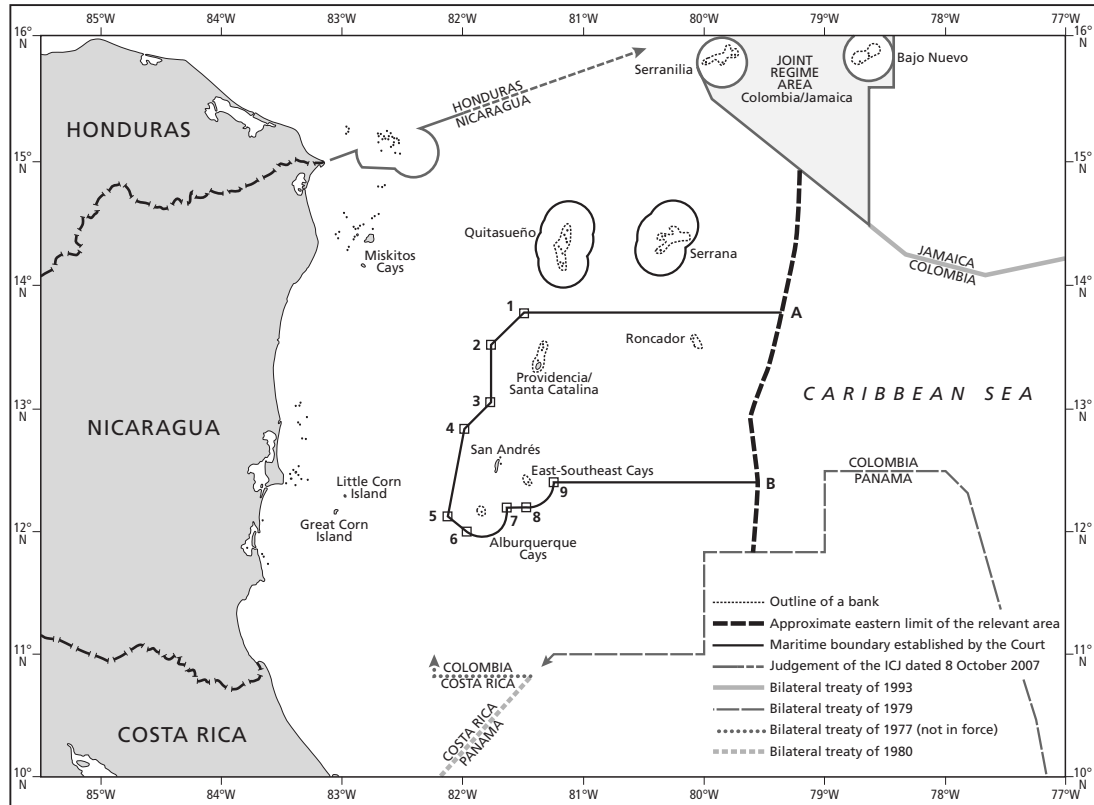 85°W 84°W 83°W 82°W 81°W 80°W 79°W 78°W 77°W
16°
N
16°
N
Serranilia
Bajo Nuevo
JOINT
REGIME
AREA
Colombia/Jamaica
HONDURAS
NICARAGUA
HONDURAS
15°
N
15°
N
Quitasueño
Serrana
Miskitos
Cays
JAMAICA
COLOMBIA
14°
N
14°
N
1
A
2
Roncador
Providencia/
Santa Catalina
3
CARIBBEAN SEA
13°
N
13°
N
NICARAGUA
4
San Andrés
East-Southeast Cays
COLOMBIA
PANAMA
Little Corn
Island
9
B
Great Corn
Island
5
7
8
12°
N
12°
N
6
Alburquerque
Cays
Outline of a bank
Approximate eastern limit of the relevant area
Maritime boundary established by the Court
Judgement of the ICJ dated 8 October 2007
Bilateral treaty of 1993
Bilateral treaty of 1979
Bilateral treaty of 1977 (not in force)
Bilateral treaty of 1980
11°
N
11°
N
COLOMBIA
COSTA RICA
COSTA RICA
PANAMA
COSTA RICA
10°
N
10°
N
85°W 84°W 83°W 82°W 81°W 80°W 79°W 78°W 77°W